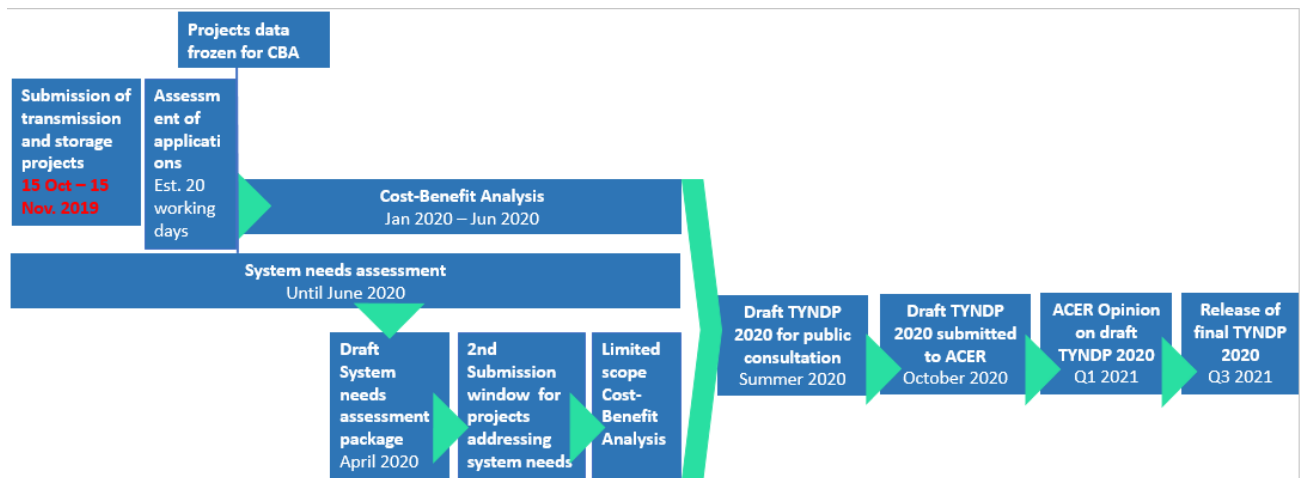 Projects data
frozen for CBA
Submission of
transmission
and storage
projects
15 Oct – 15
Nov. 2019
Assessm
ent of
applicati
ons
Est. 20
working
days
Cost-Benefit Analysis
Jan 2020 – Jun 2020
System needs assessment
Until June 2020
Draft
System
needs
assessment
package
April 2020
2nd
Submission
window for
projects
addressing
system needs
Limited
scope
Cost-
Benefit
Analysis
Draft TYNDP
2020 for public
consultation
Summer 2020
Draft TYNDP
2020 submitted
to ACER
October 2020
ACER Opinion
on draft
TYNDP 2020
Q1 2021
Release of
final TYNDP
2020
Q3 2021